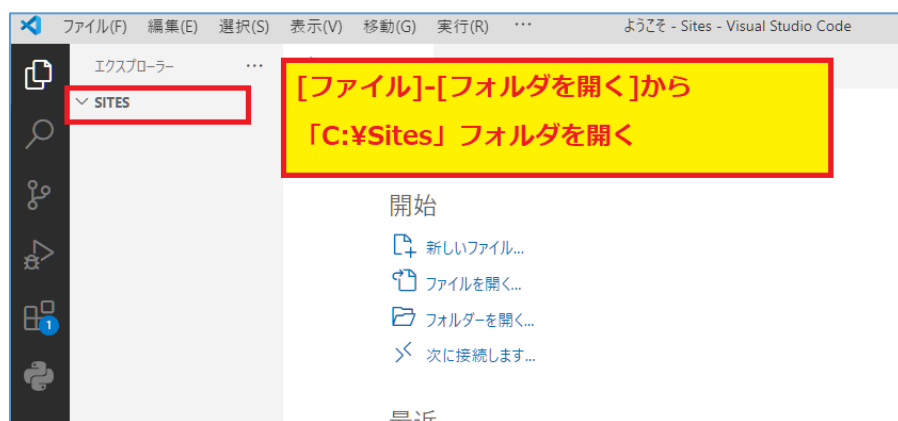 ファイル(F) 編集(E) 選択(S) 表示(V) 移動(G) 実行(R) … ようこそ - Sites - Visual Studio Code
エクスプローラー …
SITES
[ファイル]-[フォルダを開く]から
「C:¥Sites」フォルダを開く
開始
新しいファイル...
ファイルを開く...
フォルダーを開く...
1
次に接続します...
最近